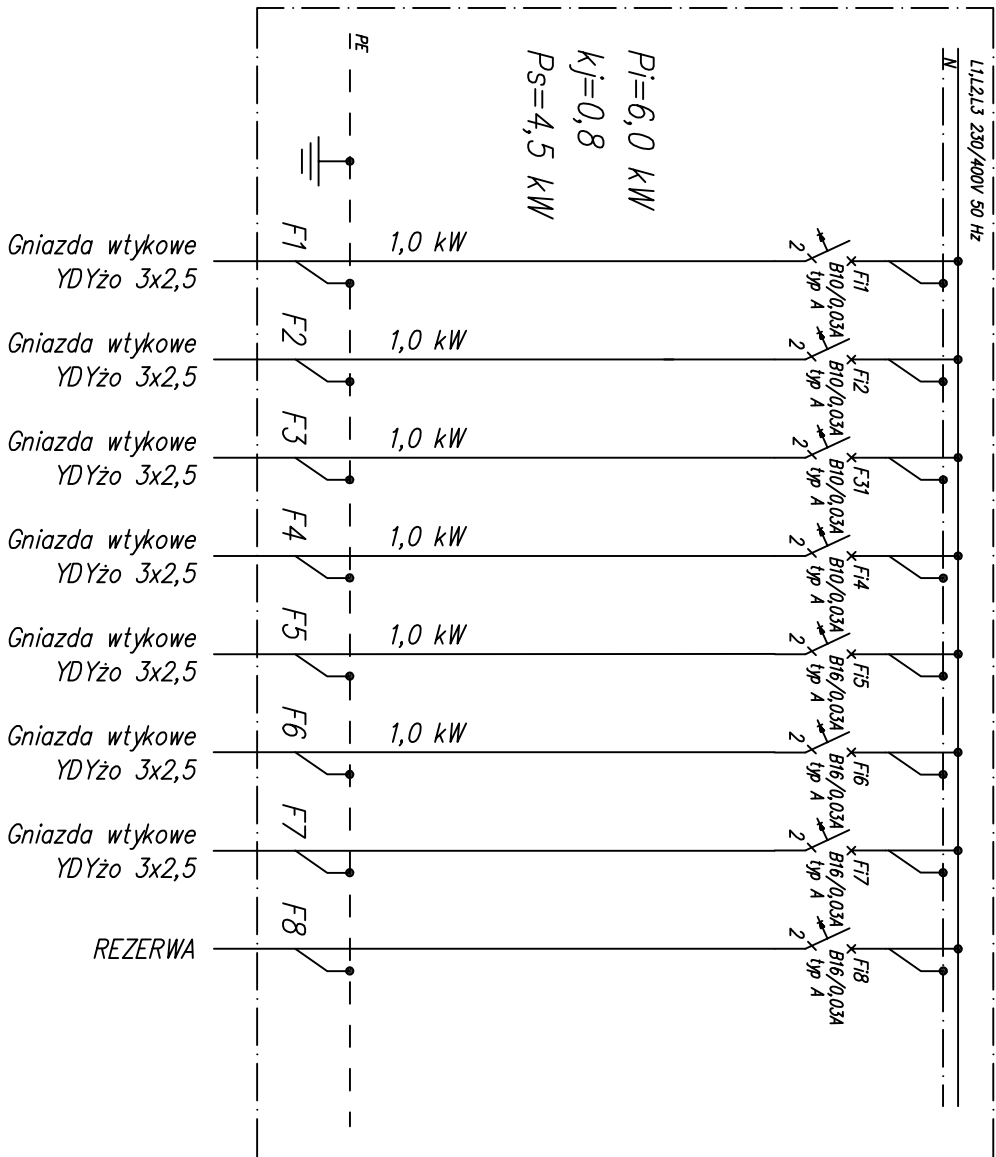 L1,L2,L3 230/400V 50 Hz
N
PE
Pi=6,0 kW
kj=0,8
Ps=4,5 kW
Gniazda wtykowe
YDYżo 3x2,5
F1
1,0 kW
2
Fi1
B10/0,03A
typ A
Gniazda wtykowe
YDYżo 3x2,5
F2
1,0 kW
2
Fi2
B10/0,03A
typ A
Gniazda wtykowe
YDYżo 3x2,5
F3
1,0 kW
2
F31
B10/0,03A
typ A
Gniazda wtykowe
YDYżo 3x2,5
F4
1,0 kW
2
Fi4
B10/0,03A
typ A
Gniazda wtykowe
YDYżo 3x2,5
F5
1,0 kW
2
Fi5
B16/0,03A
typ A
Gniazda wtykowe
YDYżo 3x2,5
F6
1,0 kW
2
Fi6
B16/0,03A
typ A
Gniazda wtykowe
YDYżo 3x2,5
F7
2
Fi7
B16/0,03A
typ A
REZERWA
F8
2
Fi8
B16/0,03A
typ A